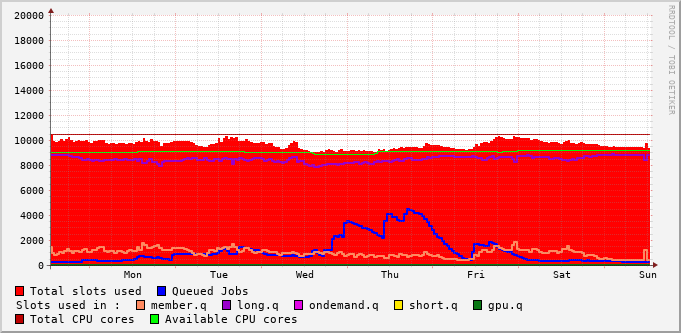 RRDTOOL / TOBI OETIKER
20000
18000
16000
14000
12000
10000
8000
6000
4000
2000
0
Mon Tue Wed Thu Fri Sat Sun
Total slots used Queued Jobs
Slots used in : member.q long.q ondemand.q short.q gpu.q
Total CPU cores Available CPU cores